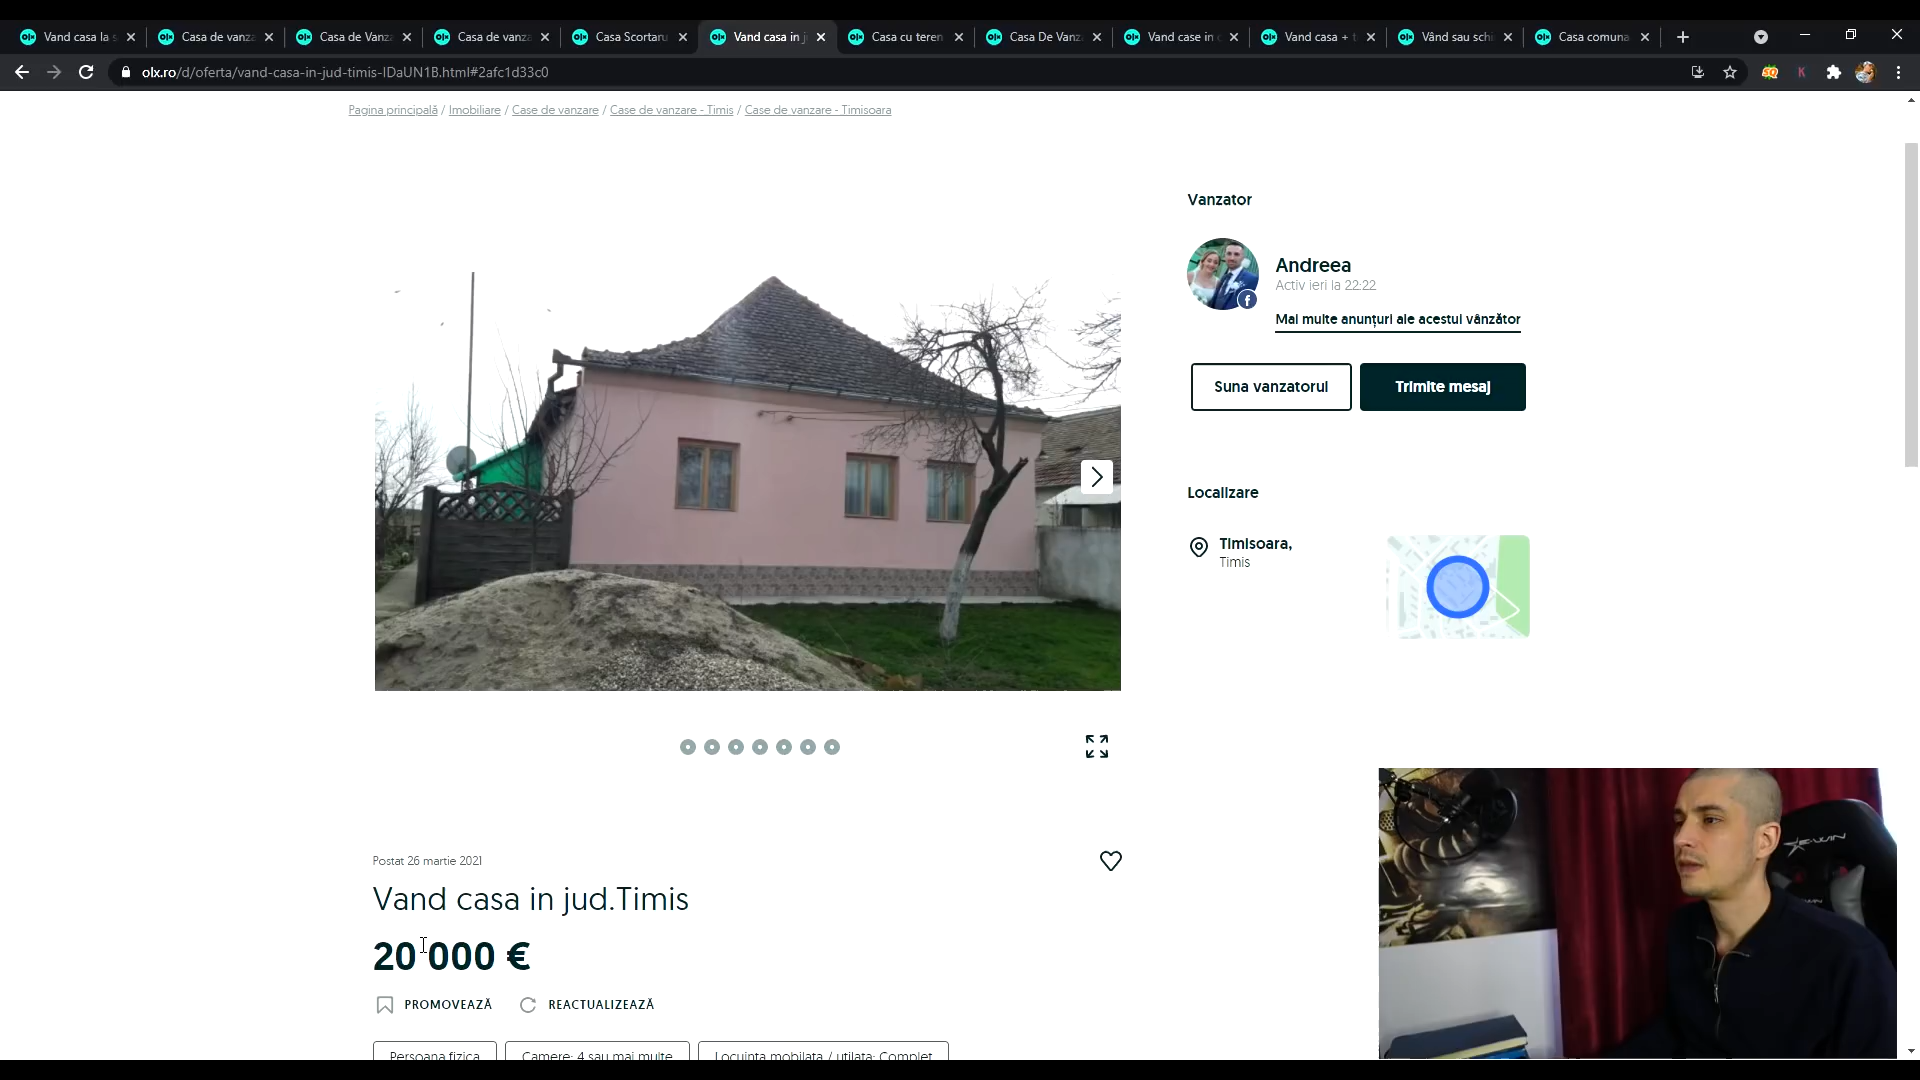 Vand casa la s
Casa de vanza
Casa de Vanza
Casa de vanza
Casa Scortaru
Vand casa in j
Casa cu teren
Casa De Vanz
Vand case in c
Vand casa + t
Vând sau schi
Casa comuna
olx.ro/d/oferta/vand-casa-in-jud-timis-IDaUN1B.html#2afc1d33c0
Pagina principală / Imobiliare / Case de vanzare / Case de vanzare - Timis / Case de vanzare - Timisoara
Vanzator
Andreea
Activ ieri la 22:22
Mai multe anunțuri ale acestui vânzător
Suna vanzatorul
Trimite mesaj
Localizare
Timisoara,
Timis
Postat 26 martie 2021
Vand casa in jud.Timis
20 000 €
PROMOVEAZĂ
REACTUALIZEAZĂ
Persoana fizica
Camere: 4 sau mai multe
Locuinta mobilata / utilata: Complet